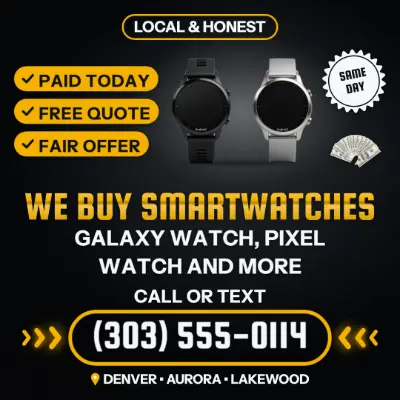 LOCAL & HONEST
✓ PAID TODAY
✓ FREE QUOTE
✓ FAIR OFFER
SAME
DAY
WE BUY SMARTWATCHES
GALAXY WATCH, PIXEL
WATCH AND MORE
CALL OR TEXT
(303) 555-0114
DENVER • AURORA • LAKEWOOD